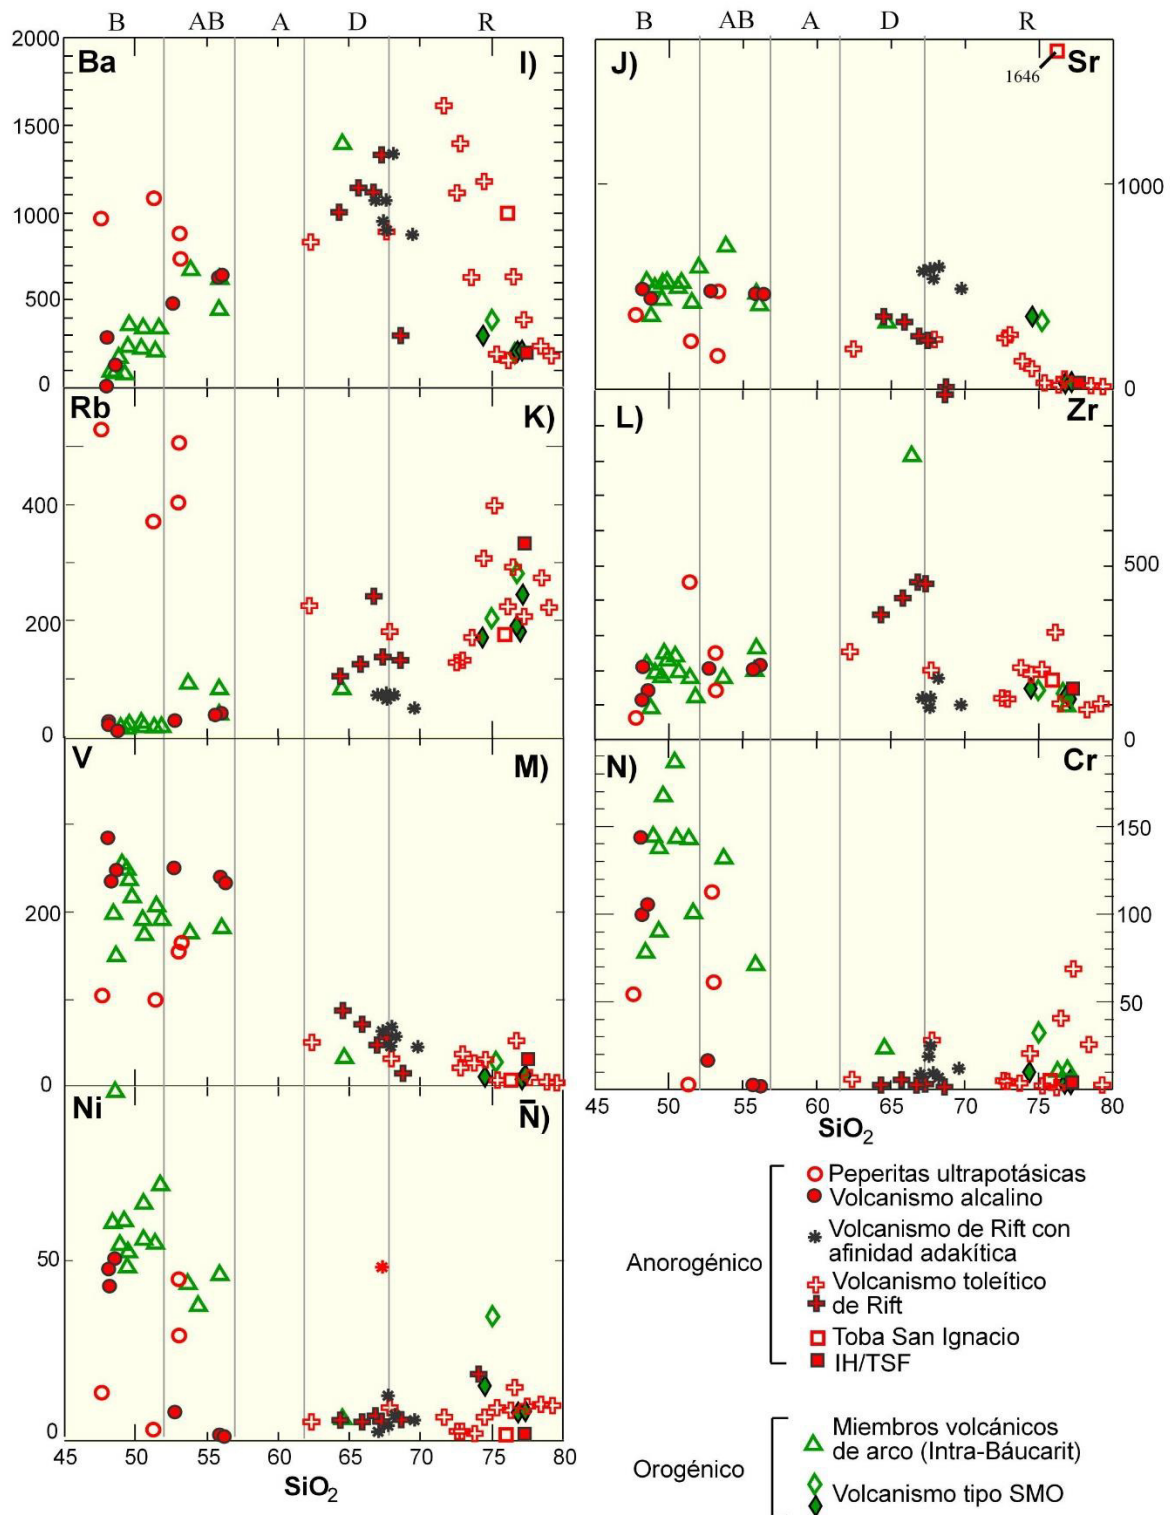 B AB A D R
B AB A D R
2000
Ba
I)
1500
1000
500
0
J)
1646
Sr
1000
0
Rb
K)
400
200
0
L)
Zr
500
0
V
M)
200
0
N)
Cr
150
100
50
Ni
N̄)
50
0
45 50 55 60 65 70 75 80
SiO2
45 50 55 60 65 70 75 80
SiO2
Anorogénico
Peperitas ultrapotásicas
Volcanismo alcalino
Volcanismo de Rift con
afinidad adakítica
Volcanismo toleítico
de Rift
Toba San Ignacio
IH/TSF
Orogénico
Miembros volcánicos
de arco (Intra-Báucarit)
Volcanismo tipo SMO